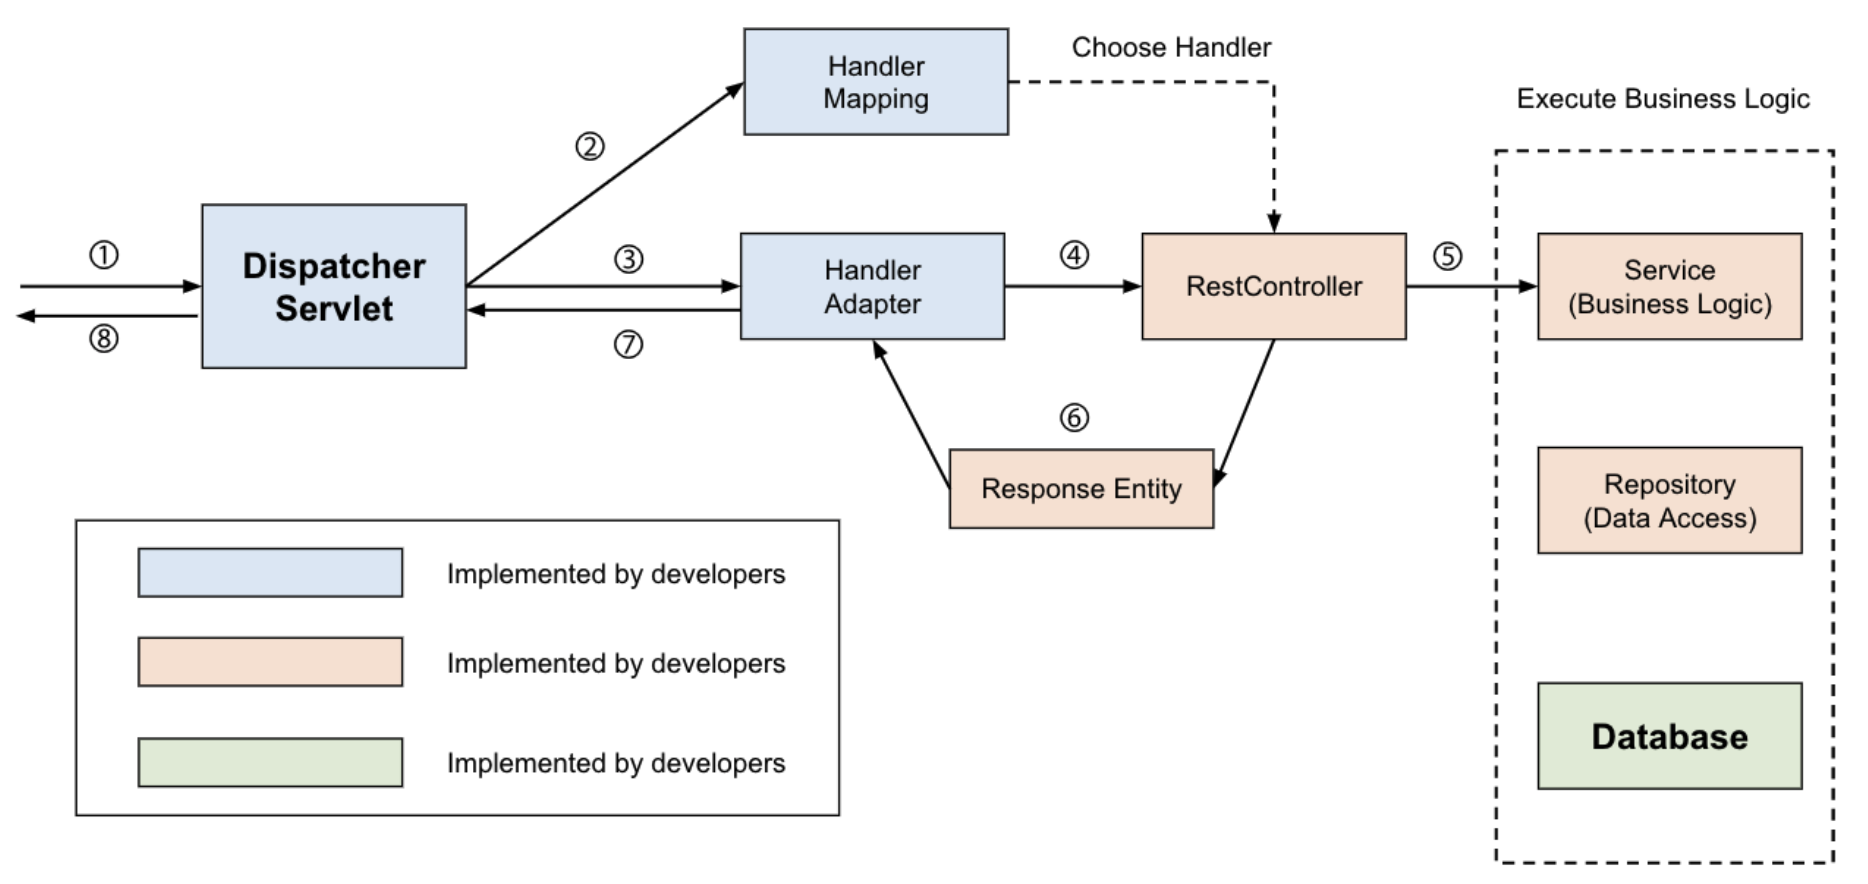 Handler
Mapping
Choose Handler
Execute Business Logic
②
①
Dispatcher
Servlet
③
Handler
Adapter
④
RestController
⑤
Service
(Business Logic)
⑧
⑦
⑥
Response Entity
Repository
(Data Access)
Implemented by developers
Implemented by developers
Implemented by developers
Database